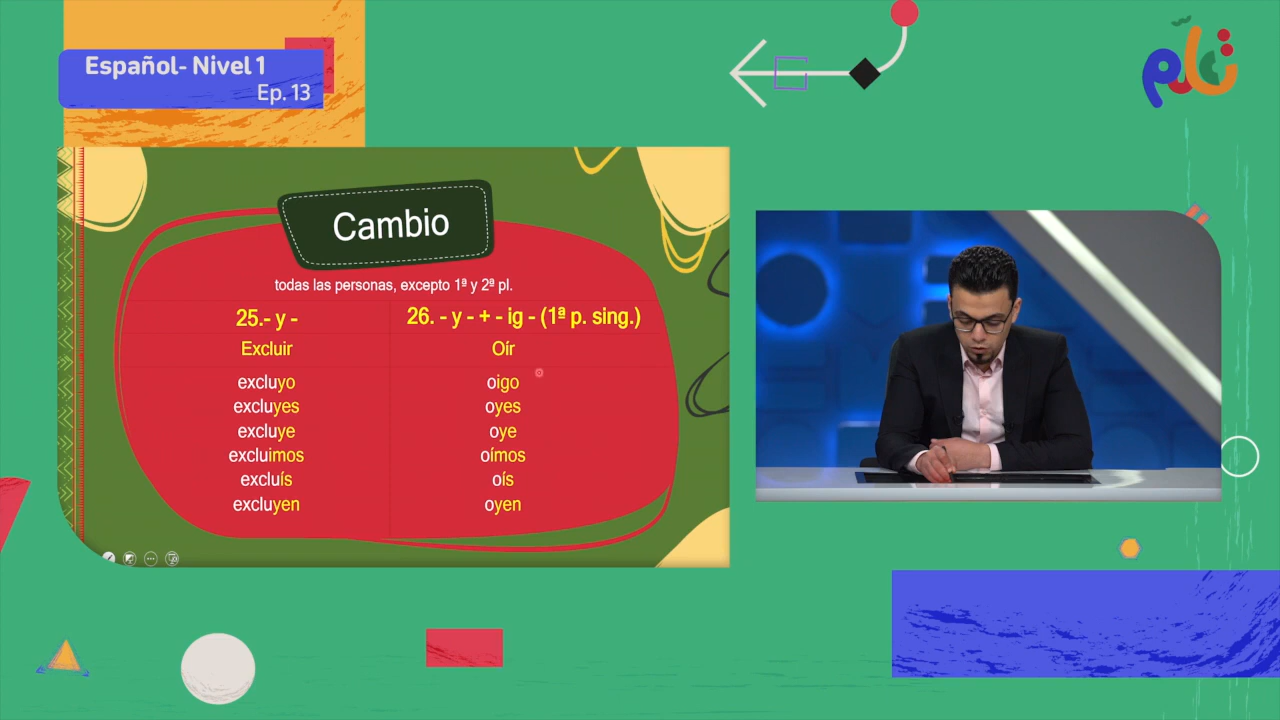 Español- Nivel 1
Ep. 13
تعلم
Cambio
todas las personas, excepto 1ª y 2ª pl.
25.- y -
26. - y - + - ig - (1ª p. sing.)
Excluir
Oír
excluyo
oigo
excluyes
oyes
excluye
oye
excluimos
oímos
excluís
oís
excluyen
oyen